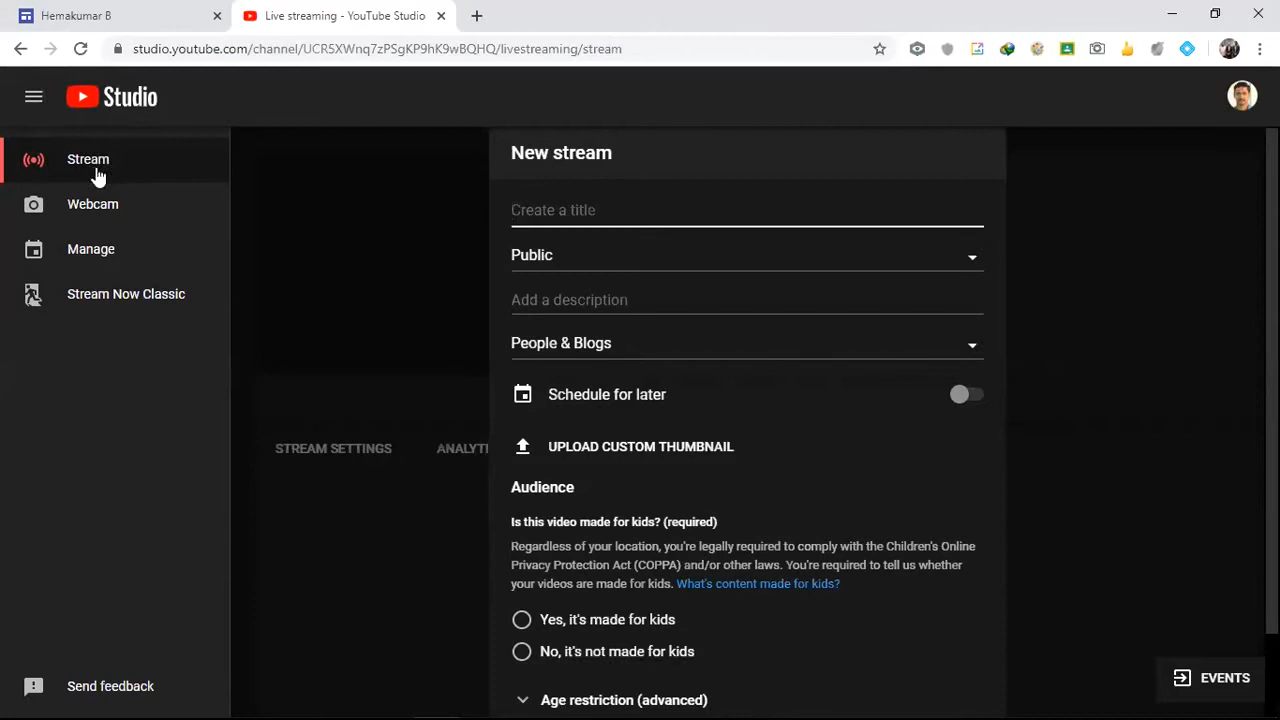 Hemakumar B
Live streaming - YouTube Studio
studio.youtube.com/channel/UCR5XWnq7zPSgKP9hK9wBQHQ/livestreaming/stream
Studio
Stream
Webcam
Manage
Stream Now Classic
Send feedback
New stream
Create a title
Public
Add a description
People & Blogs
Schedule for later
UPLOAD CUSTOM THUMBNAIL
STREAM SETTINGS
ANALYTI
Audience
Is this video made for kids? (required)
Regardless of your location, you're legally required to comply with the Children's Online
Privacy Protection Act (COPPA) and/or other laws. You're required to tell us whether
your videos are made for kids. What's content made for kids?
Yes, it's made for kids
No, it's not made for kids
Age restriction (advanced)
EVENTS